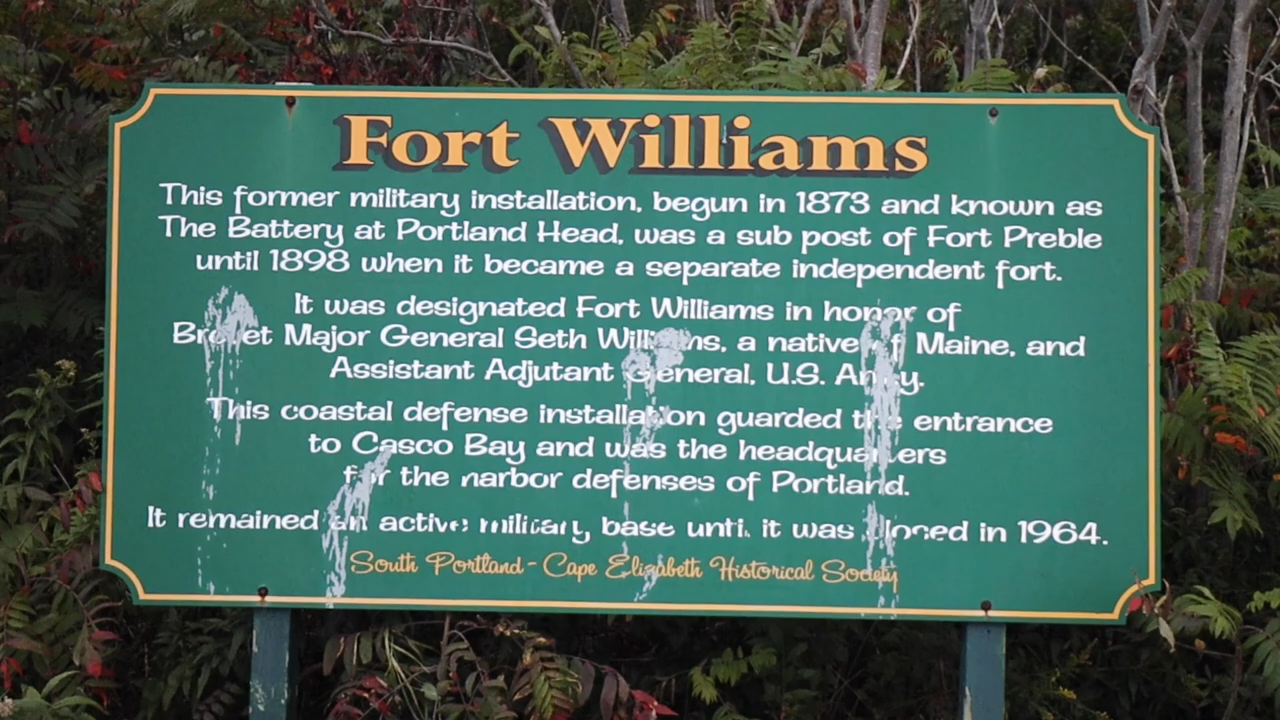 Fort Williams
This former military installation, begun in 1873 and known as
The Battery at Portland Head, was a sub post of Fort Preble
until 1898 when it became a separate independent fort.
It was designated Fort Williams in honor of
Brevet Major General Seth Williams, a native of Maine, and
Assistant Adjutant General, U.S. Army.
This coastal defense installation guarded the entrance
to Casco Bay and was the headquarters
for the harbor defenses of Portland.
It remained an active military base until it was closed in 1964.
South Portland - Cape Elizabeth Historical Society